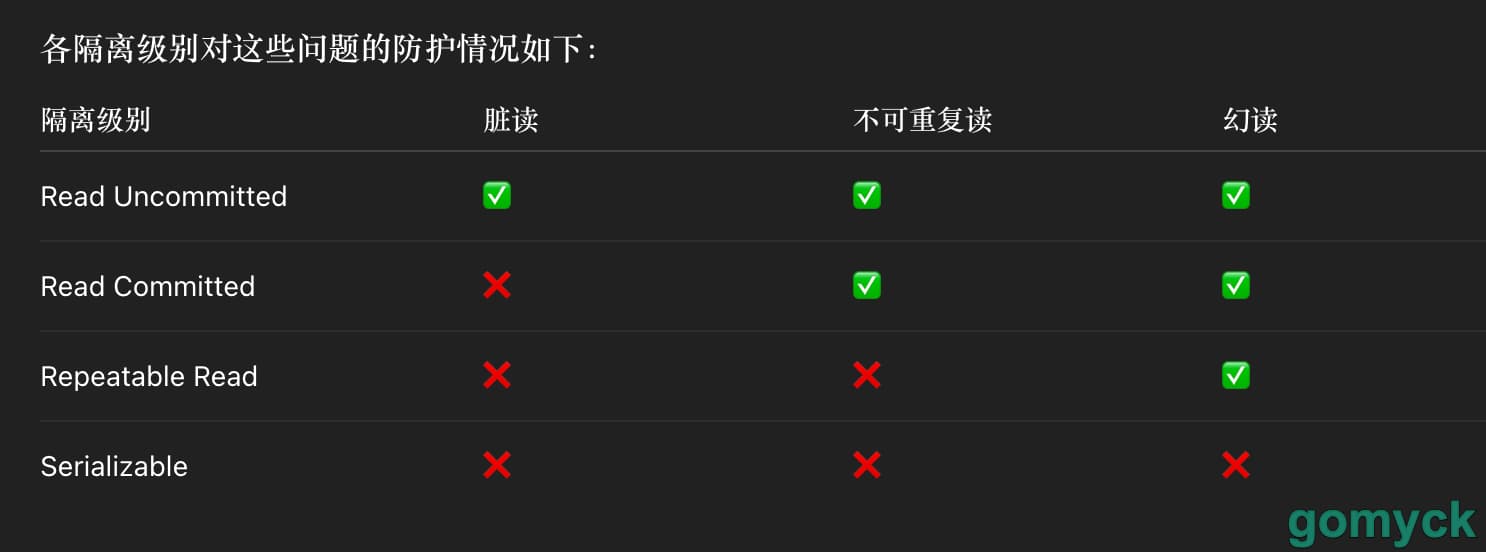 各隔离级别对这些问题的防护情况如下：
隔离级别 脏读 不可重复读 幻读
Read Uncommitted ✅ ✅ ✅
Read Committed ❌ ✅ ✅
Repeatable Read ❌ ❌ ✅
Serializable ❌ ❌ ❌
gomyck